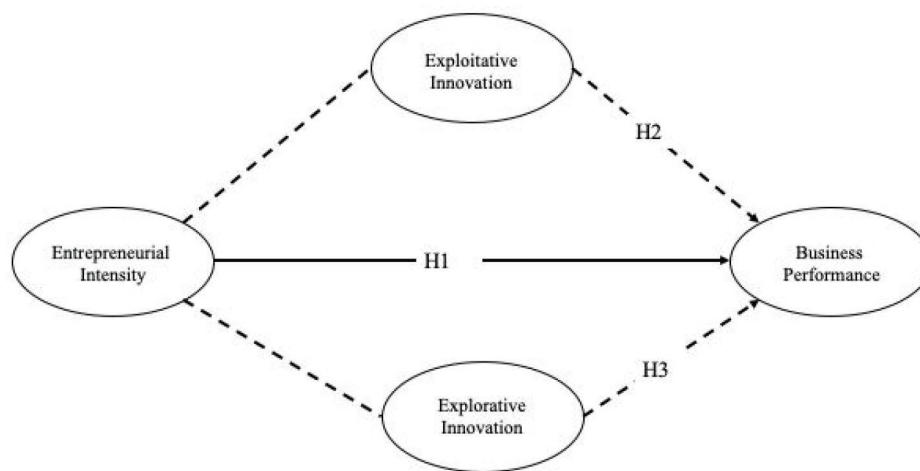 Exploitative
Innovation
H2
Entrepreneurial
Intensity
H1
Business
Performance
H3
Explorative
Innovation